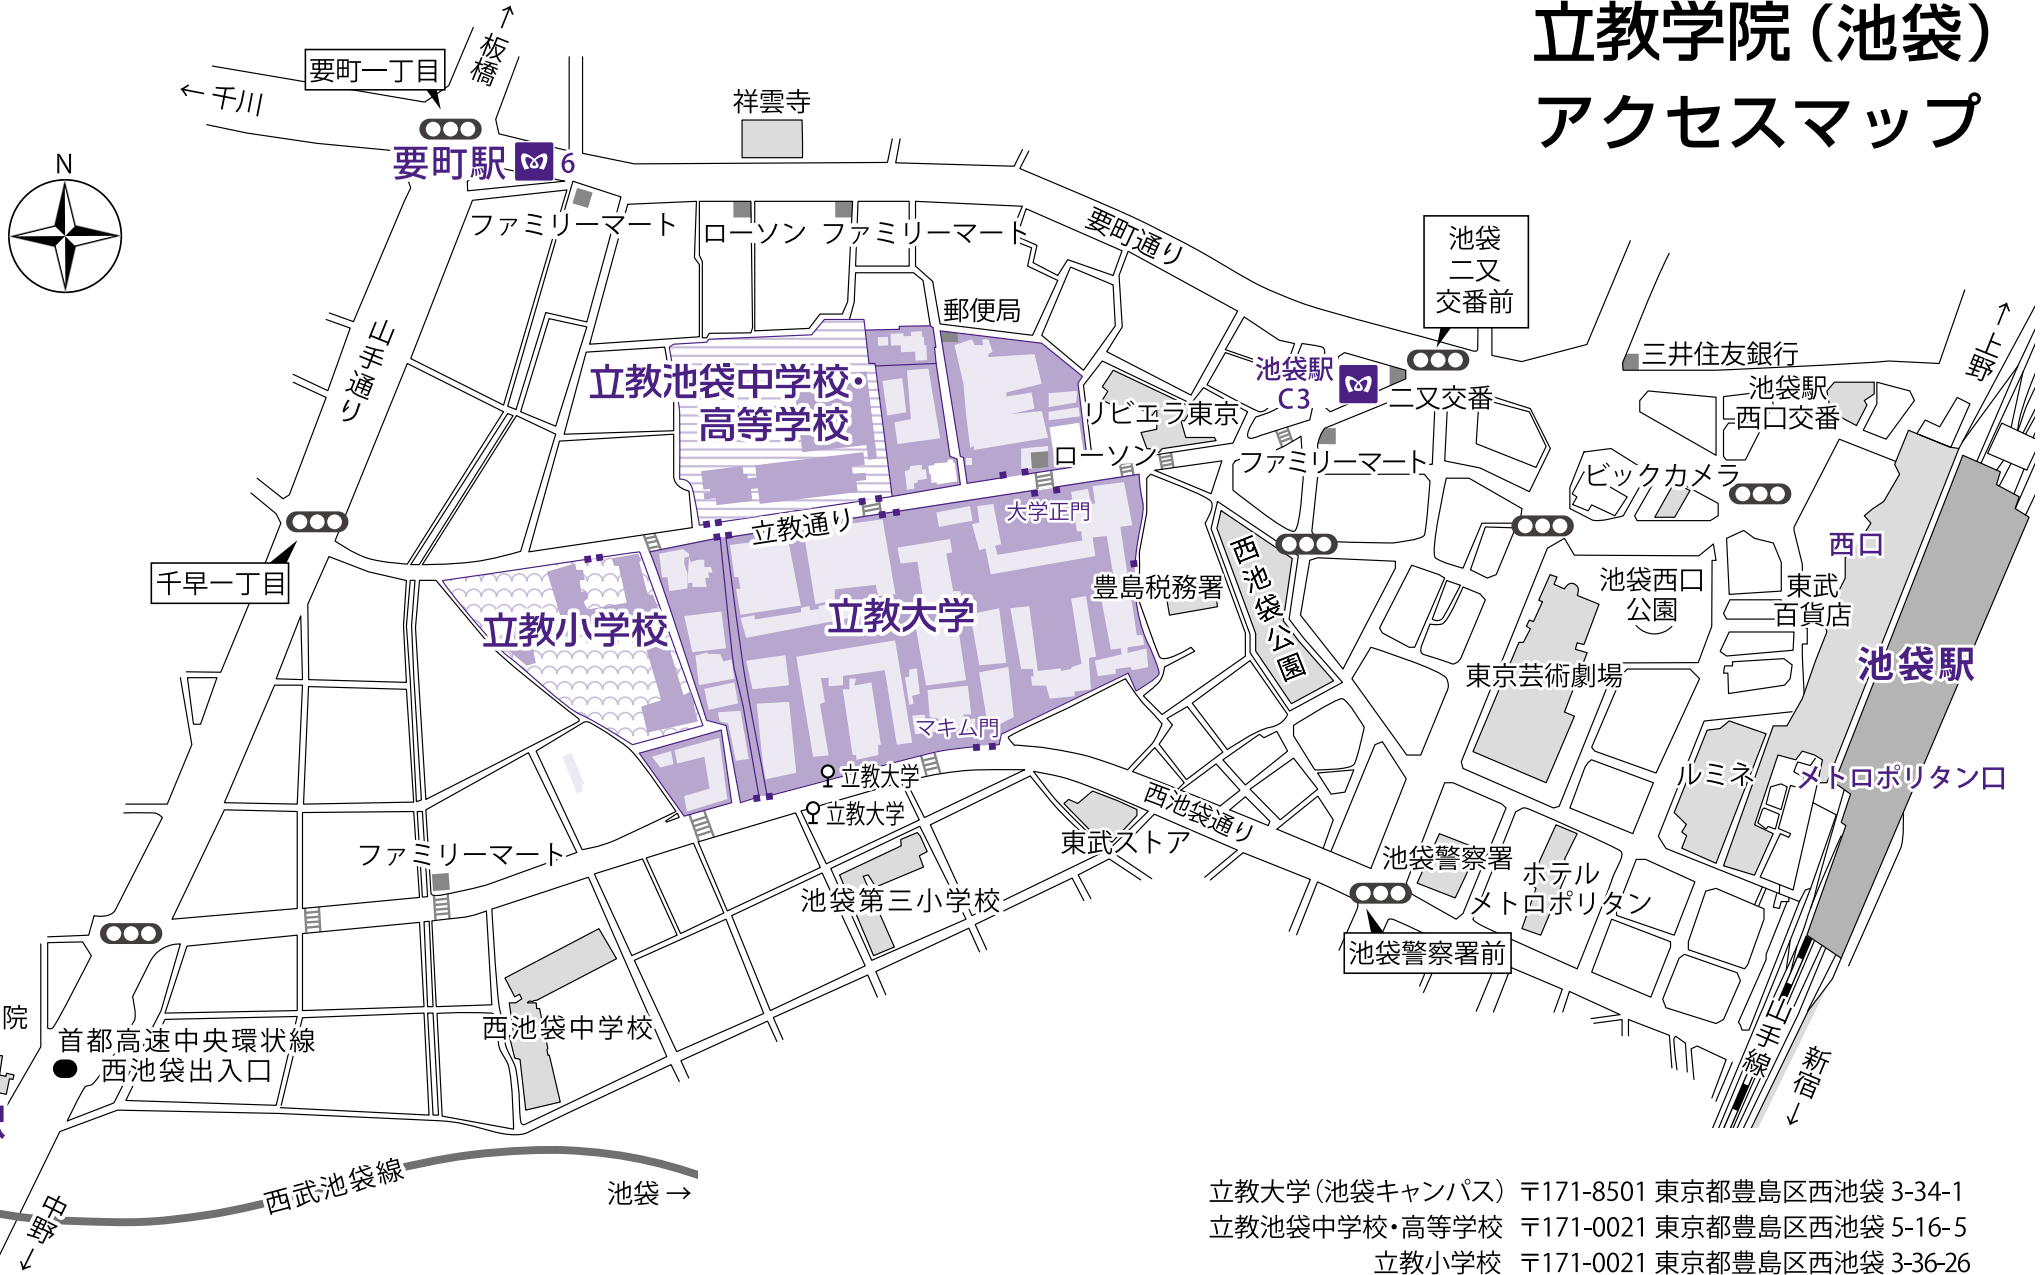 立教学院（池袋）
アクセスマップ
板橋
要町一丁目
← 千川
祥雲寺
N
要町駅 6
ファミリーマート
ローソン
ファミリーマート
要町通り
池袋
二又
交番前
郵便局
山手通り
上野
三井住友銀行
池袋駅
C3
池袋駅
西口交番
二又交番
立教池袋中学校・
高等学校
リビエラ東京
ローソン
ファミリーマート
ビックカメラ
立教通り
大学正門
西口
千早一丁目
豊島税務署
西池袋公園
池袋西口
公園
東武
百貨店
立教小学校
立教大学
池袋駅
東京芸術劇場
マキム門
立教大学
立教大学
ルミネ
メトロポリタン口
西池袋通り
東武ストア
ファミリーマート
池袋警察署
ホテル
メトロポリタン
池袋第三小学校
池袋警察署前
院
西池袋中学校
首都高速中央環状線
西池袋出入口
山手線
新宿
西武池袋線
池袋 →
中野
立教大学（池袋キャンパス） 〒171-8501 東京都豊島区西池袋 3-34-1
立教池袋中学校・高等学校 〒171-0021 東京都豊島区西池袋 5-16-5
立教小学校 〒171-0021 東京都豊島区西池袋 3-36-26